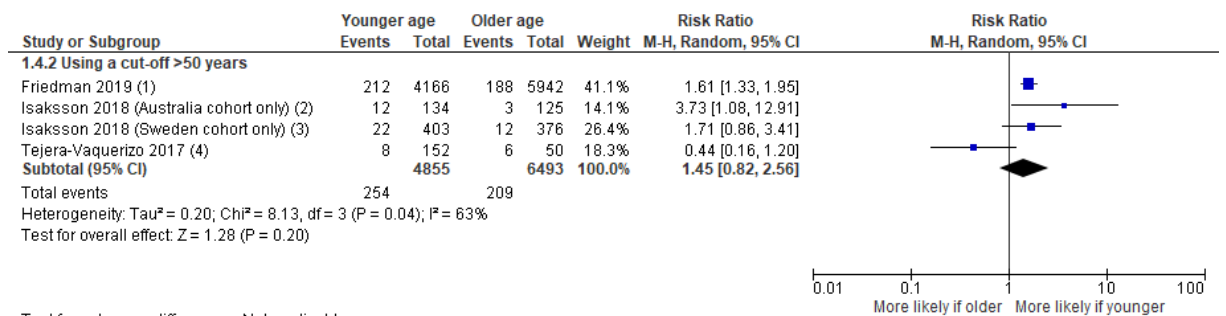 Younger age Older age Risk Ratio Risk Ratio
Study or Subgroup Events Total Events Total Weight M-H, Random, 95% CI M-H, Random, 95% CI
1.4.2 Using a cut-off >50 years
Friedman 2019 (1) 212 4166 188 5942 41.1% 1.61 [1.33, 1.95]
Isaksson 2018 (Australia cohort only) (2) 12 134 3 125 14.1% 3.73 [1.08, 12.91]
Isaksson 2018 (Sweden cohort only) (3) 22 403 12 376 26.4% 1.71 [0.86, 3.41]
Tejera-Vaquerizo 2017 (4) 8 152 6 50 18.3% 0.44 [0.16, 1.20]
Subtotal (95% CI) 4855 6493 100.0% 1.45 [0.82, 2.56]
Total events 254 209
Heterogeneity: Tau² = 0.20; Chi² = 8.13, df = 3 (P = 0.04); I² = 63%
Test for overall effect: Z = 1.28 (P = 0.20)
0.01 0.1 1 10 100
More likely if older More likely if younger